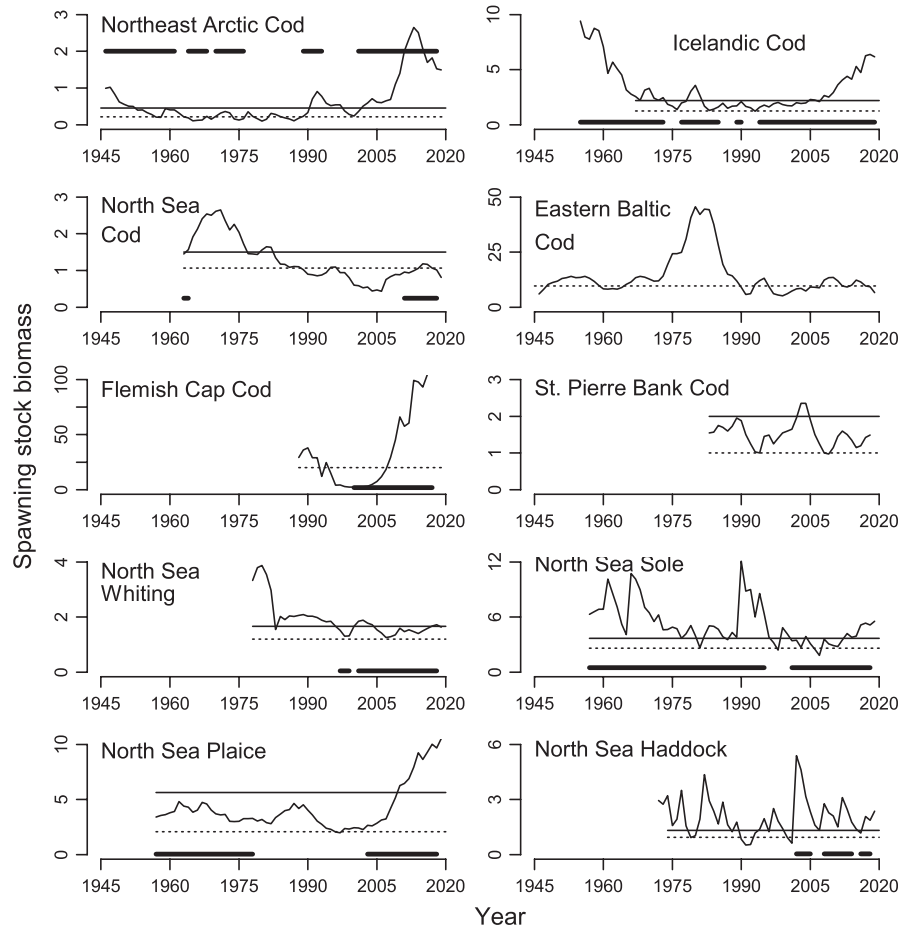 Northeast Arctic Cod
0 1 2 3
1945 1960 1975 1990 2005 2020
Icelandic Cod
0 5 10
1945 1960 1975 1990 2005 2020
North Sea
Cod
0 1 2 3
1945 1960 1975 1990 2005 2020
Eastern Baltic
Cod
0 25 50
1945 1960 1975 1990 2005 2020
Spawning stock biomass
Flemish Cap Cod
0 50 100
1945 1960 1975 1990 2005 2020
St. Pierre Bank Cod
0 1 2 3
1945 1960 1975 1990 2005 2020
North Sea
Whiting
0 2 4
1945 1960 1975 1990 2005 2020
North Sea Sole
0 6 12
1945 1960 1975 1990 2005 2020
North Sea Plaice
0 5 10
1945 1960 1975 1990 2005 2020
North Sea Haddock
0 3 6
1945 1960 1975 1990 2005 2020
Year